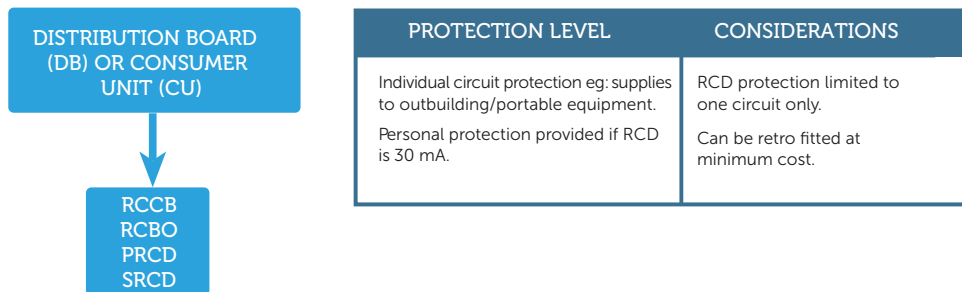 DISTRIBUTION BOARD
(DB) OR CONSUMER
UNIT (CU)
RCCB
RCBO
PRCD
SRCD
PROTECTION LEVEL
CONSIDERATIONS
Individual circuit protection eg: supplies
to outbuilding/portable equipment.
Personal protection provided if RCD
is 30 mA.
RCD protection limited to
one circuit only.
Can be retro fitted at
minimum cost.